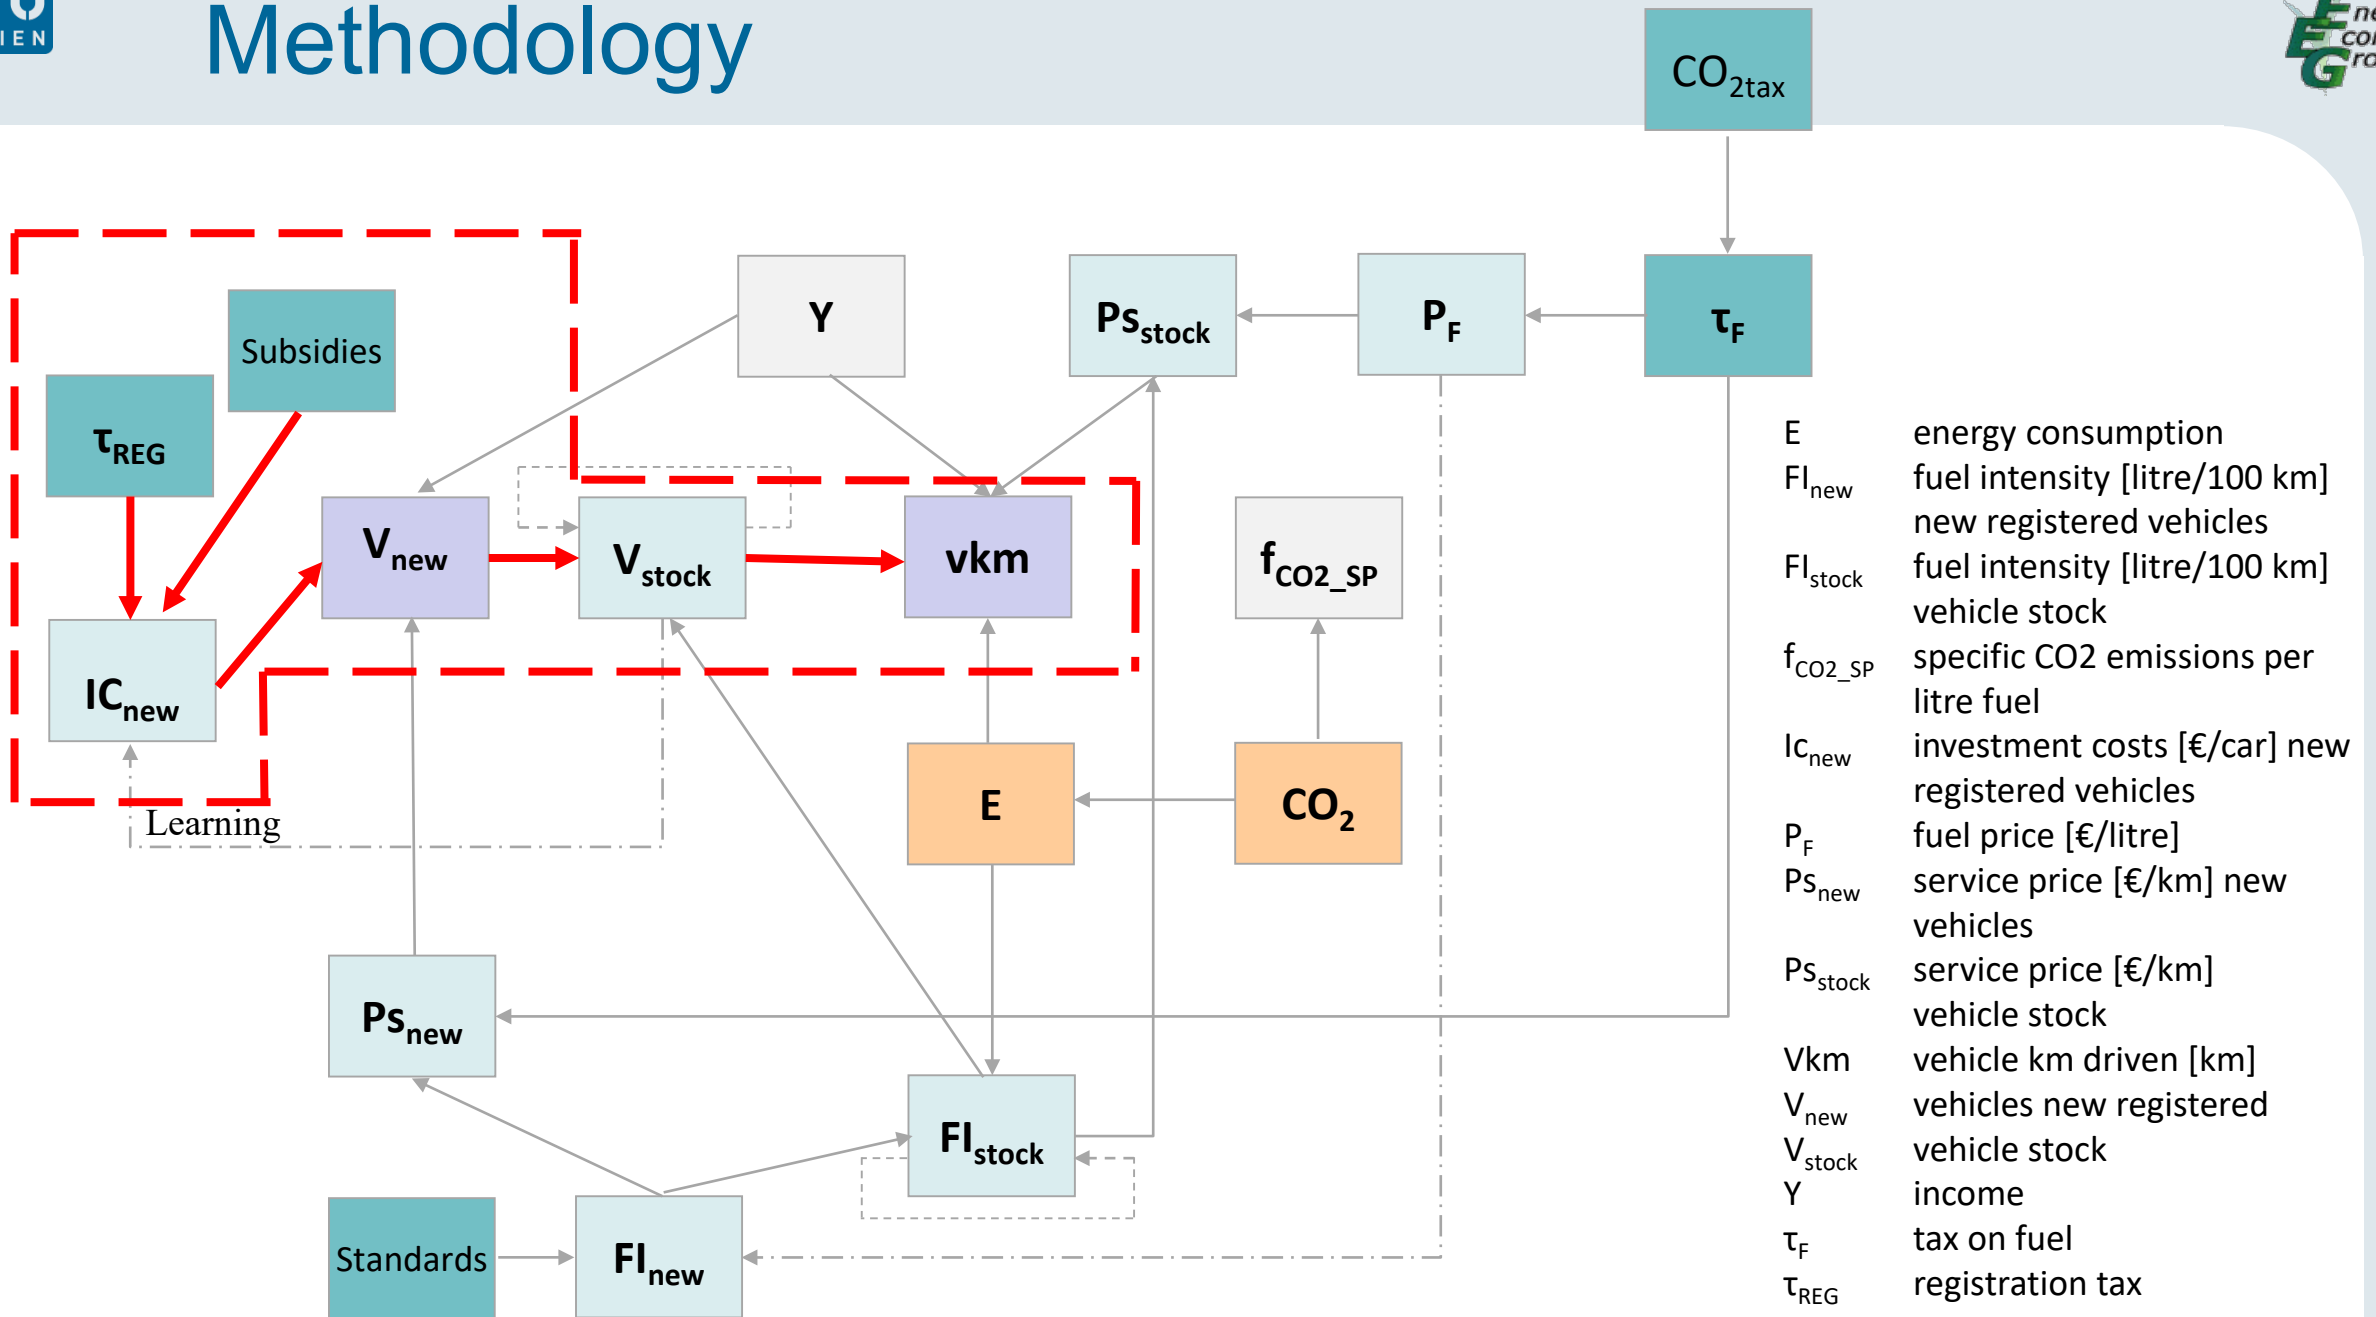 IEN
Methodology
CO2tax
Subsidies
Y
Psstock
PF
τF
τREG
Vnew
Vstock
vkm
fCO2_SP
ICnew
E
CO2
Learning
Psnew
FIstock
Standards
FInew
E energy consumption
FInew fuel intensity [litre/100 km]
new registered vehicles
FIstock fuel intensity [litre/100 km]
vehicle stock
fCO2_SP specific CO2 emissions per
litre fuel
Icnew investment costs [€/car] new
registered vehicles
PF fuel price [€/litre]
Psnew service price [€/km] new
vehicles
Psstock service price [€/km]
vehicle stock
Vkm vehicle km driven [km]
Vnew vehicles new registered
Vstock vehicle stock
Y income
τF tax on fuel
τREG registration tax